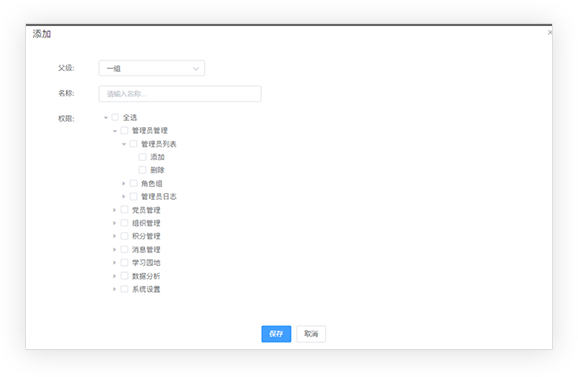 添加
父级: 一组
名称: 请输入名称...
权限: 全选
管理员管理
管理员列表
添加
删除
角色组
管理员日志
党员管理
组织管理
积分管理
消息管理
学习园地
数据分析
系统设置
保存 取消